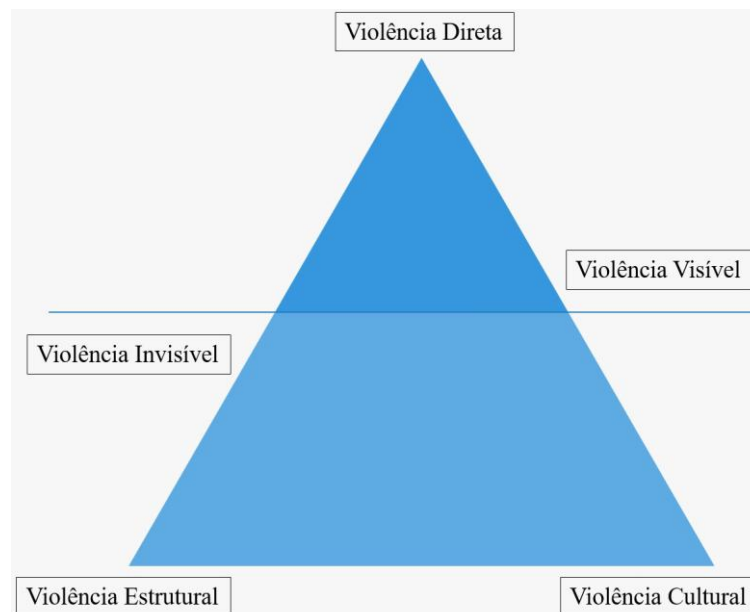 Violência Direta
Violência Visível
Violência Invisível
Violência Estrutural
Violência Cultural